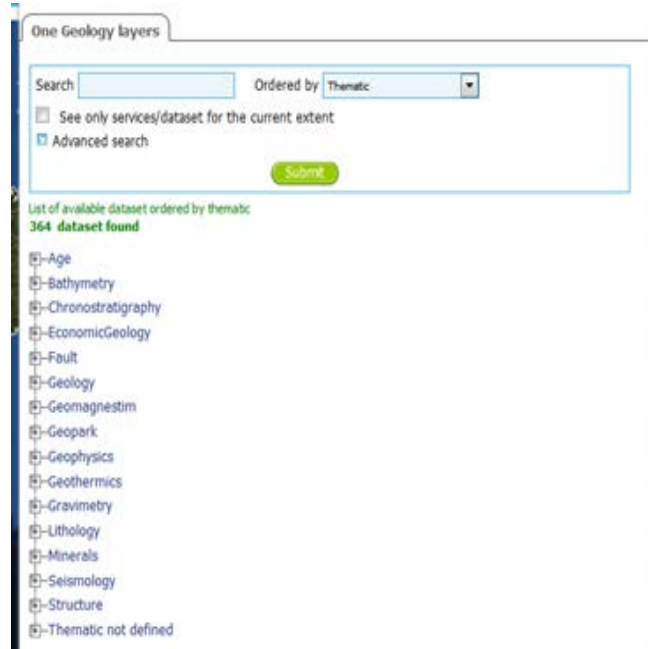 One Geology layers
Search
Ordered by Thematic
See only services/dataset for the current extent
Advanced search
Submit
List of available dataset ordered by thematic
364 dataset found
Age
Bathymetry
Chronostratigraphy
EconomicGeology
Fault
Geology
Geomagnestim
Geopark
Geophysics
Geothermics
Gravimetry
Lithology
Minerals
Seismology
Structure
Thematic not defined